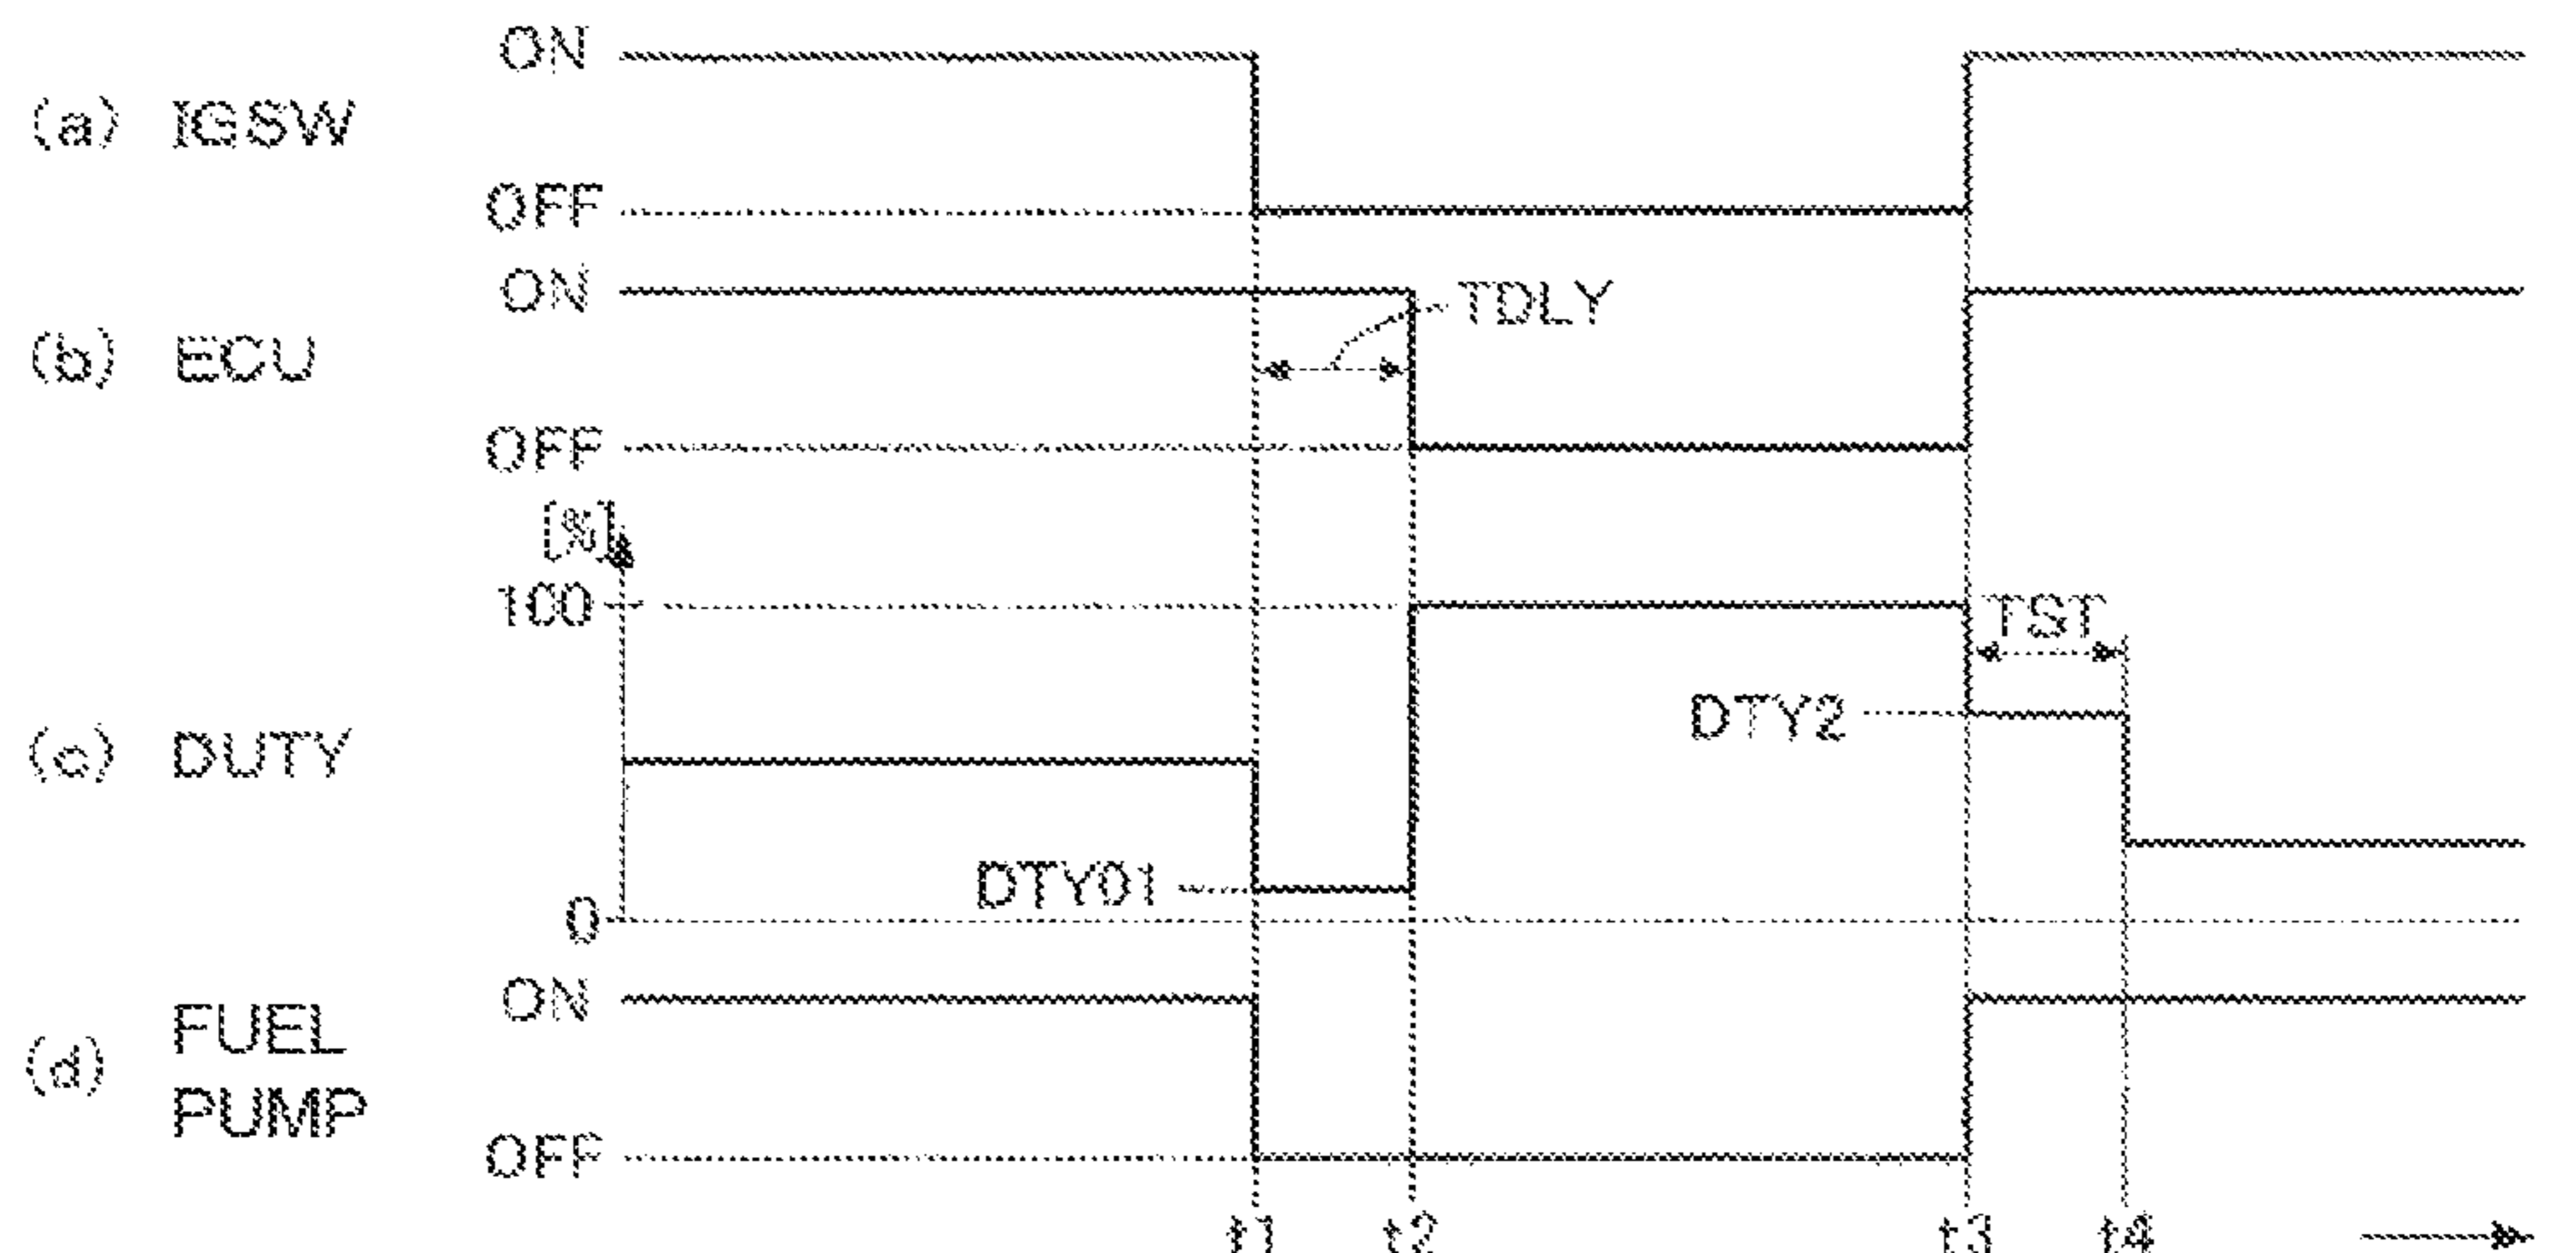 ON
(a) IGSW
OFF
ON
TDLY
(b) ECU
OFF
[%]
100
TST
DTY2
(c) DUTY
DTY01
0
ON
(d) FUEL
PUMP
OFF
t1 t2 t3 t4